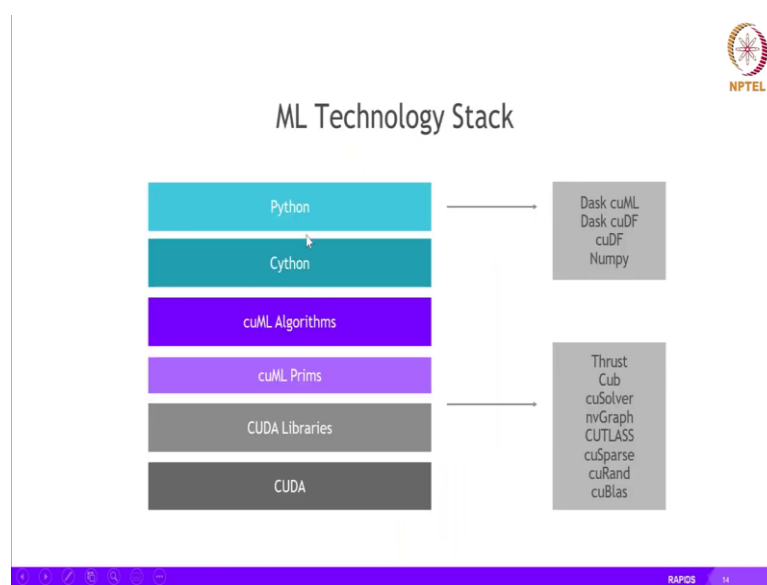 NPTEL
ML Technology Stack
Python
Cython
cuML Algorithms
cuML Prims
CUDA Libraries
CUDA
Dask cuML
Dask cuDF
cuDF
Numpy
Thrust
Cub
cuSolver
nvGraph
CUTLASS
cuSparse
cuRand
cuBlas
RAPIDS 14